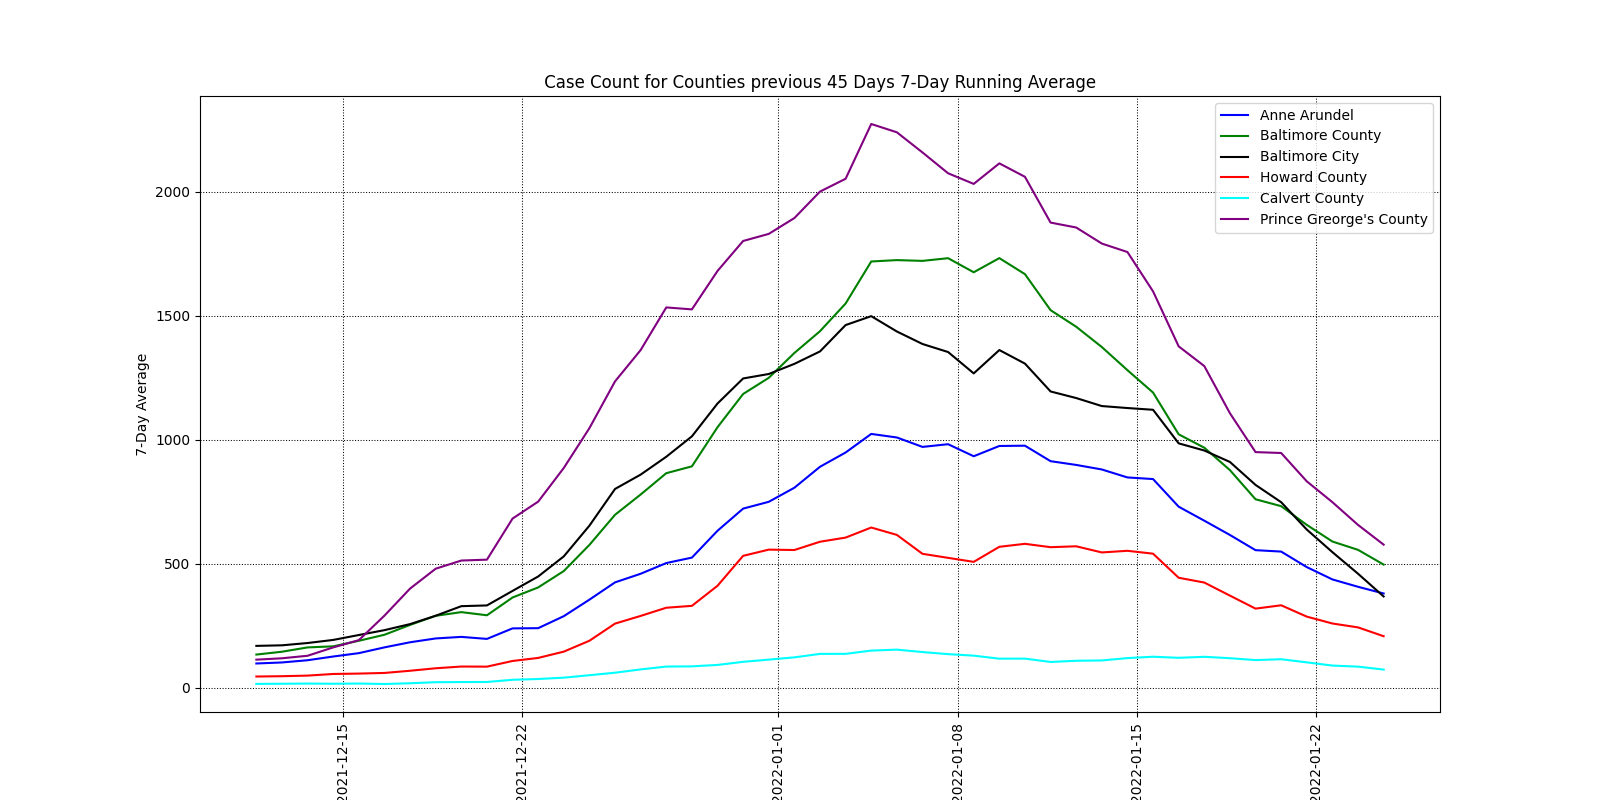 Case Count for Counties previous 45 Days 7-Day Running Average
Anne Arundel
Baltimore County
Baltimore City
Howard County
Calvert County
Prince Greorge's County
7-Day Average
2000
1500
1000
500
0
2021-12-15
2021-12-22
2022-01-01
2022-01-08
2022-01-15
2022-01-22